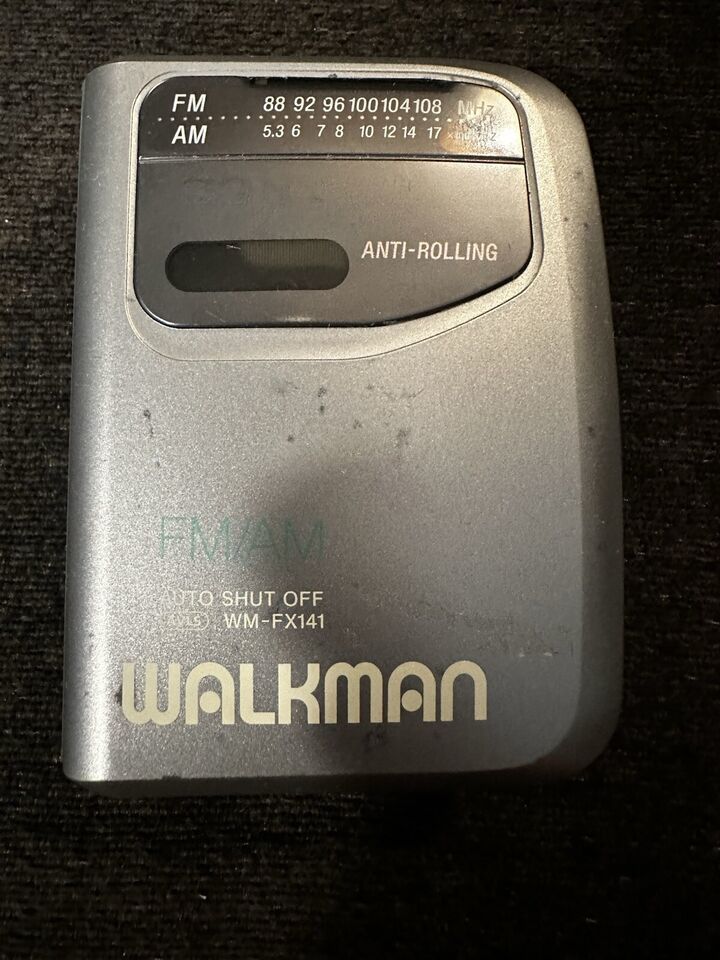 FM 88 92 96 100 104 108 MHz
AM 5.3 6 7 8 10 12 14 17
ANTI-ROLLING
FM/AM
AUTO SHUT OFF
AVLS WM-FX141
WALKMAN